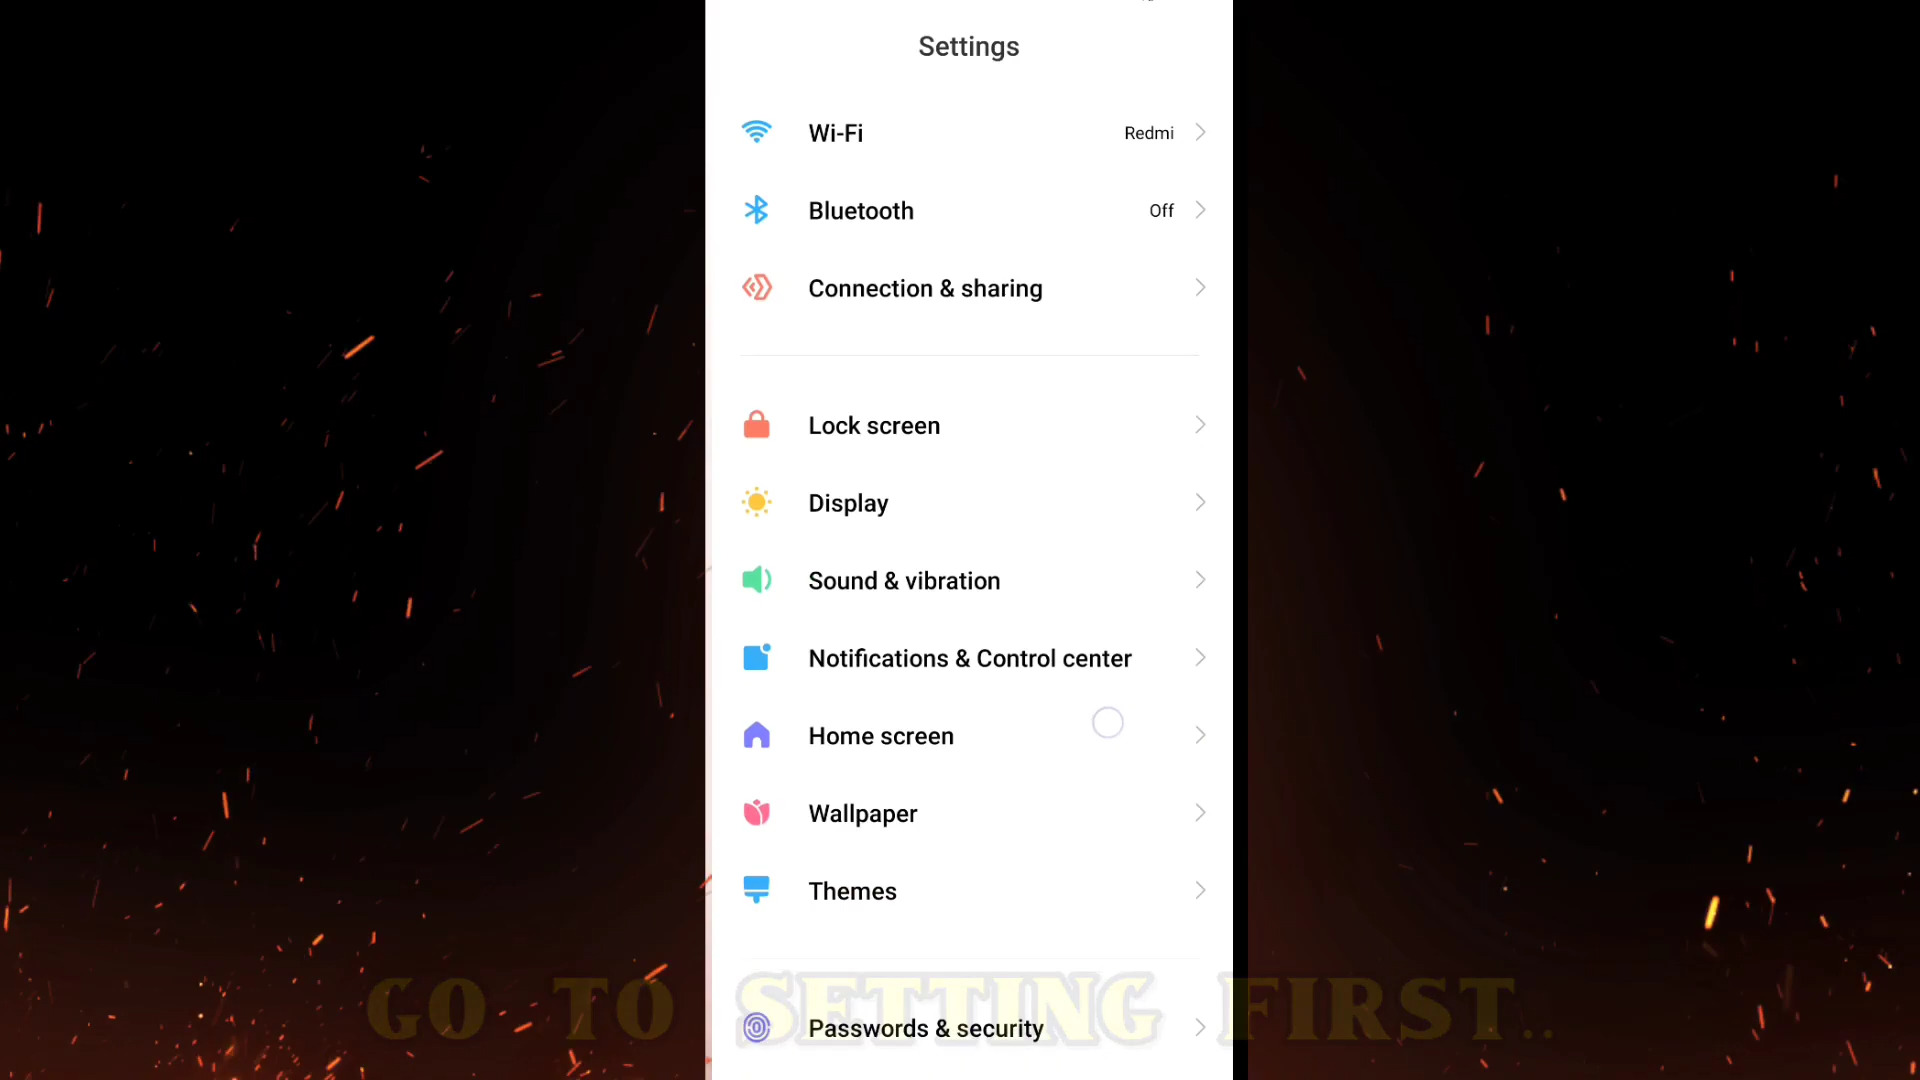 Settings
Wi-Fi Redmi
Bluetooth Off
Connection & sharing
Lock screen
Display
Sound & vibration
Notifications & Control center
Home screen
Wallpaper
Themes
GO TO SETTING FIRST..
Passwords & security